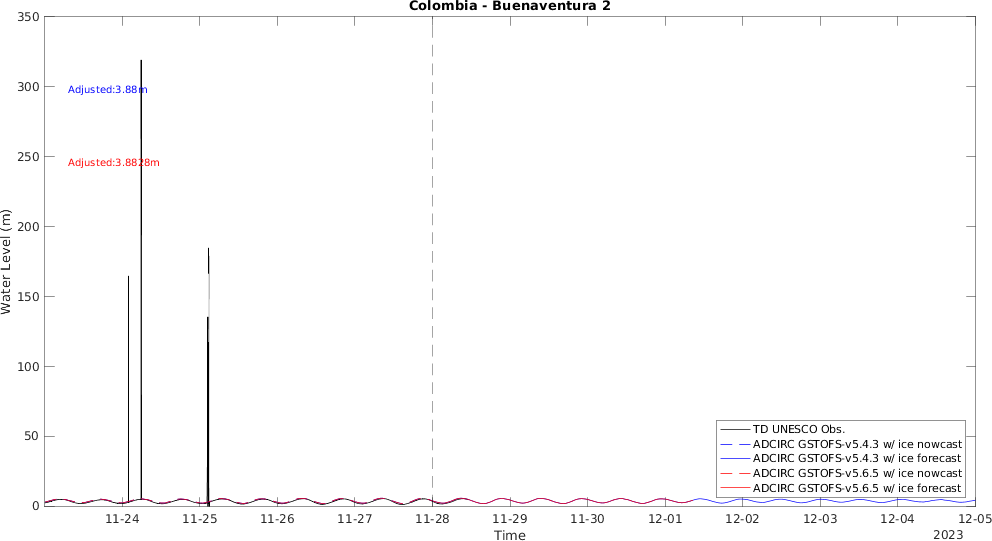 Colombia - Buenaventura 2
350
300
250
200
150
100
50
0
Water Level (m)
Adjusted:3.88m
Adjusted:3.8828m
TD UNESCO Obs.
ADCIRC GSTOFS-v5.4.3 w/ ice nowcast
ADCIRC GSTOFS-v5.4.3 w/ ice forecast
ADCIRC GSTOFS-v5.6.5 w/ ice nowcast
ADCIRC GSTOFS-v5.6.5 w/ ice forecast
11-24 11-25 11-26 11-27 11-28 11-29 11-30 12-01 12-02 12-03 12-04 12-05
Time
2023